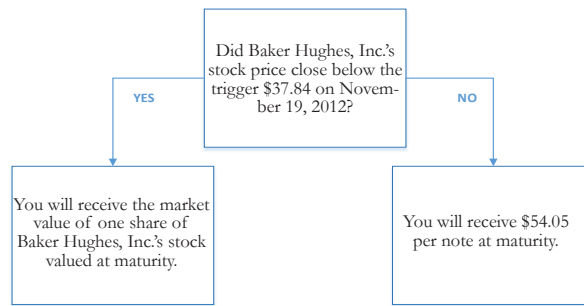 Did Baker Hughes, Inc.'s
stock price close below the
trigger $37.84 on Novem-
ber 19, 2012?
YES
NO
You will receive the market
value of one share of
Baker Hughes, Inc.'s stock
valued at maturity.
You will receive $54.05
per note at maturity.